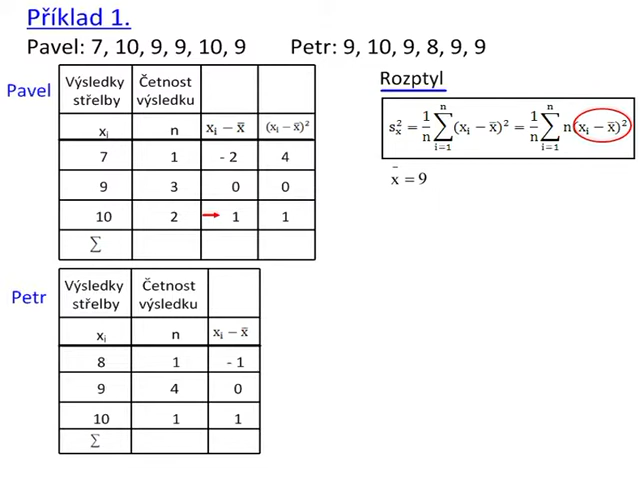 Příklad 1.
Pavel: 7, 10, 9, 9, 10, 9 Petr: 9, 10, 9, 8, 9, 9
Pavel
Výsledky střelby Četnost výsledku
xᵢ n xᵢ − x̄ (xᵢ − x̄)²
7 1 - 2 4
9 3 0 0
10 2 1 1
∑
Rozptyl
s²ₓ = 1/n ∑ⁿᵢ₌₁ (xᵢ − x̄)² = 1/n ∑ⁿᵢ₌₁ n(xᵢ − x̄)²
x̄ = 9
Petr
Výsledky střelby Četnost výsledku
xᵢ n xᵢ − x̄
8 1 - 1
9 4 0
10 1 1
∑